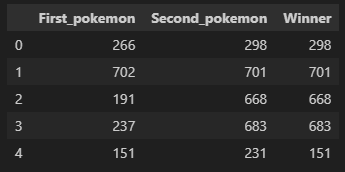 First_pokemon Second_pokemon Winner
0 266 298 298
1 702 701 701
2 191 668 668
3 237 683 683
4 151 231 151